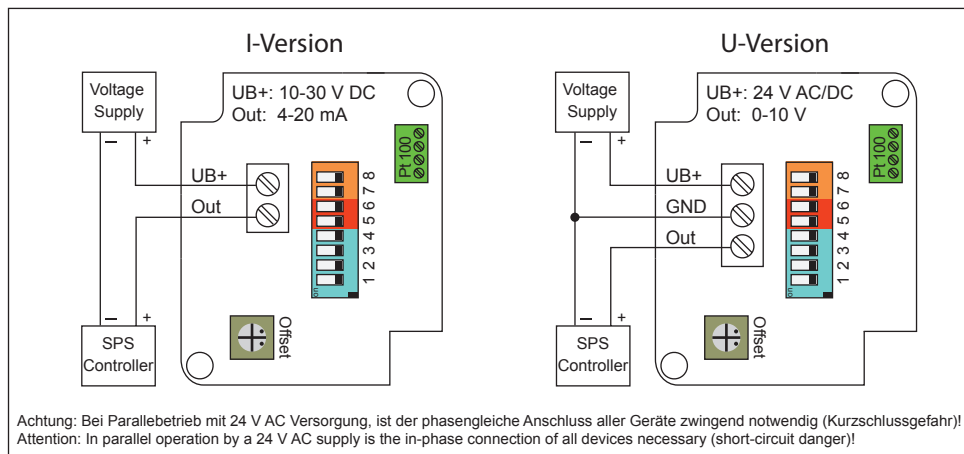 I-Version
Voltage
Supply
UB+: 10-30 V DC
Out: 4-20 mA
Pt 100
– +
UB+
Out
8
7
6
5
4
3
2
1
on
– +
SPS
Controller
Offset
U-Version
Voltage
Supply
UB+: 24 V AC/DC
Out: 0-10 V
Pt 100
– +
UB+
GND
Out
8
7
6
5
4
3
2
1
on
– +
SPS
Controller
Offset
Achtung: Bei Parallebetrieb mit 24 V AC Versorgung, ist der phasengleiche Anschluss aller Geräte zwingend notwendig (Kurzschlussgefahr)!
Attention: In parallel operation by a 24 V AC supply is the in-phase connection of all devices necessary (short-circuit danger)!